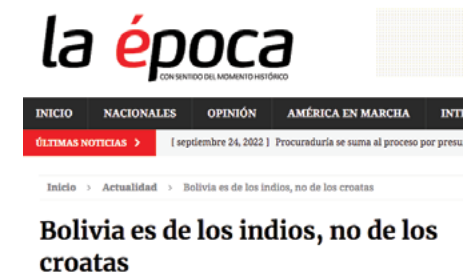 la época
CON SENTIDO DEL MOMENTO HISTÓRICO
INICIO NACIONALES OPINIÓN AMÉRICA EN MARCHA
ÚLTIMAS NOTICIAS > [ septiembre 24, 2022 ] Procuraduría se suma al proceso por
Inicio > Actualidad > Bolivia es de los indios, no de los croatas
Bolivia es de los indios, no de los
croatas